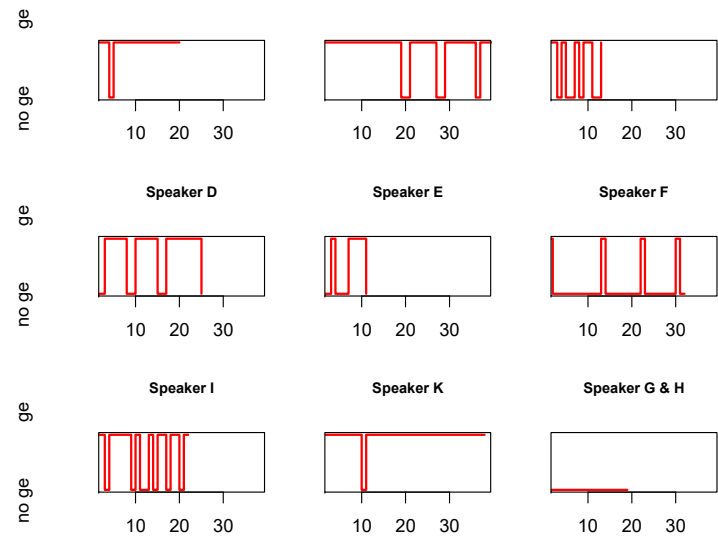 ge
no ge
10 20 30
10 20 30
10 20 30
Speaker D
Speaker E
Speaker F
ge
no ge
10 20 30
10 20 30
10 20 30
Speaker I
Speaker K
Speaker G & H
ge
no ge
10 20 30
10 20 30
10 20 30